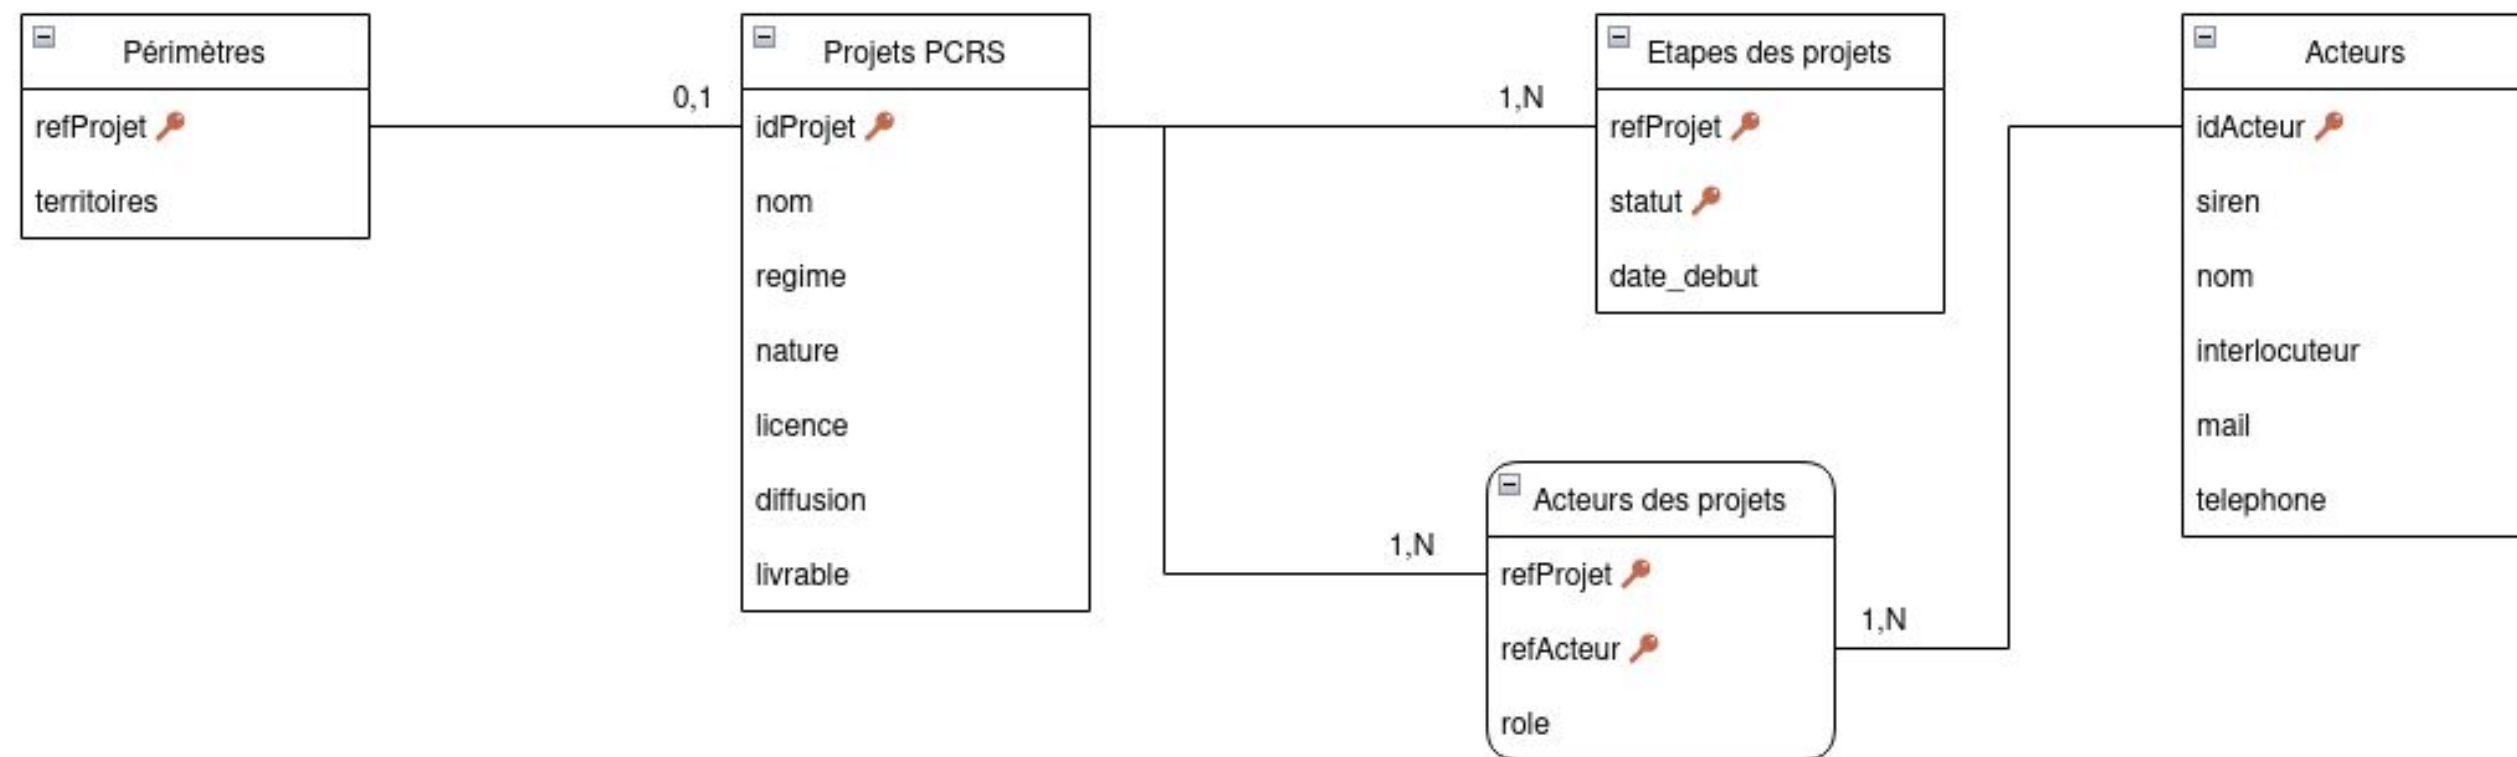 Périmètres
refProjet
territoires
0,1
Projets PCRS
idProjet
nom
regime
nature
licence
diffusion
livrable
1,N
Etapes des projets
refProjet
statut
date_debut
1,N
Acteurs des projets
refProjet
refActeur
role
1,N
Acteurs
idActeur
siren
nom
interlocuteur
mail
telephone